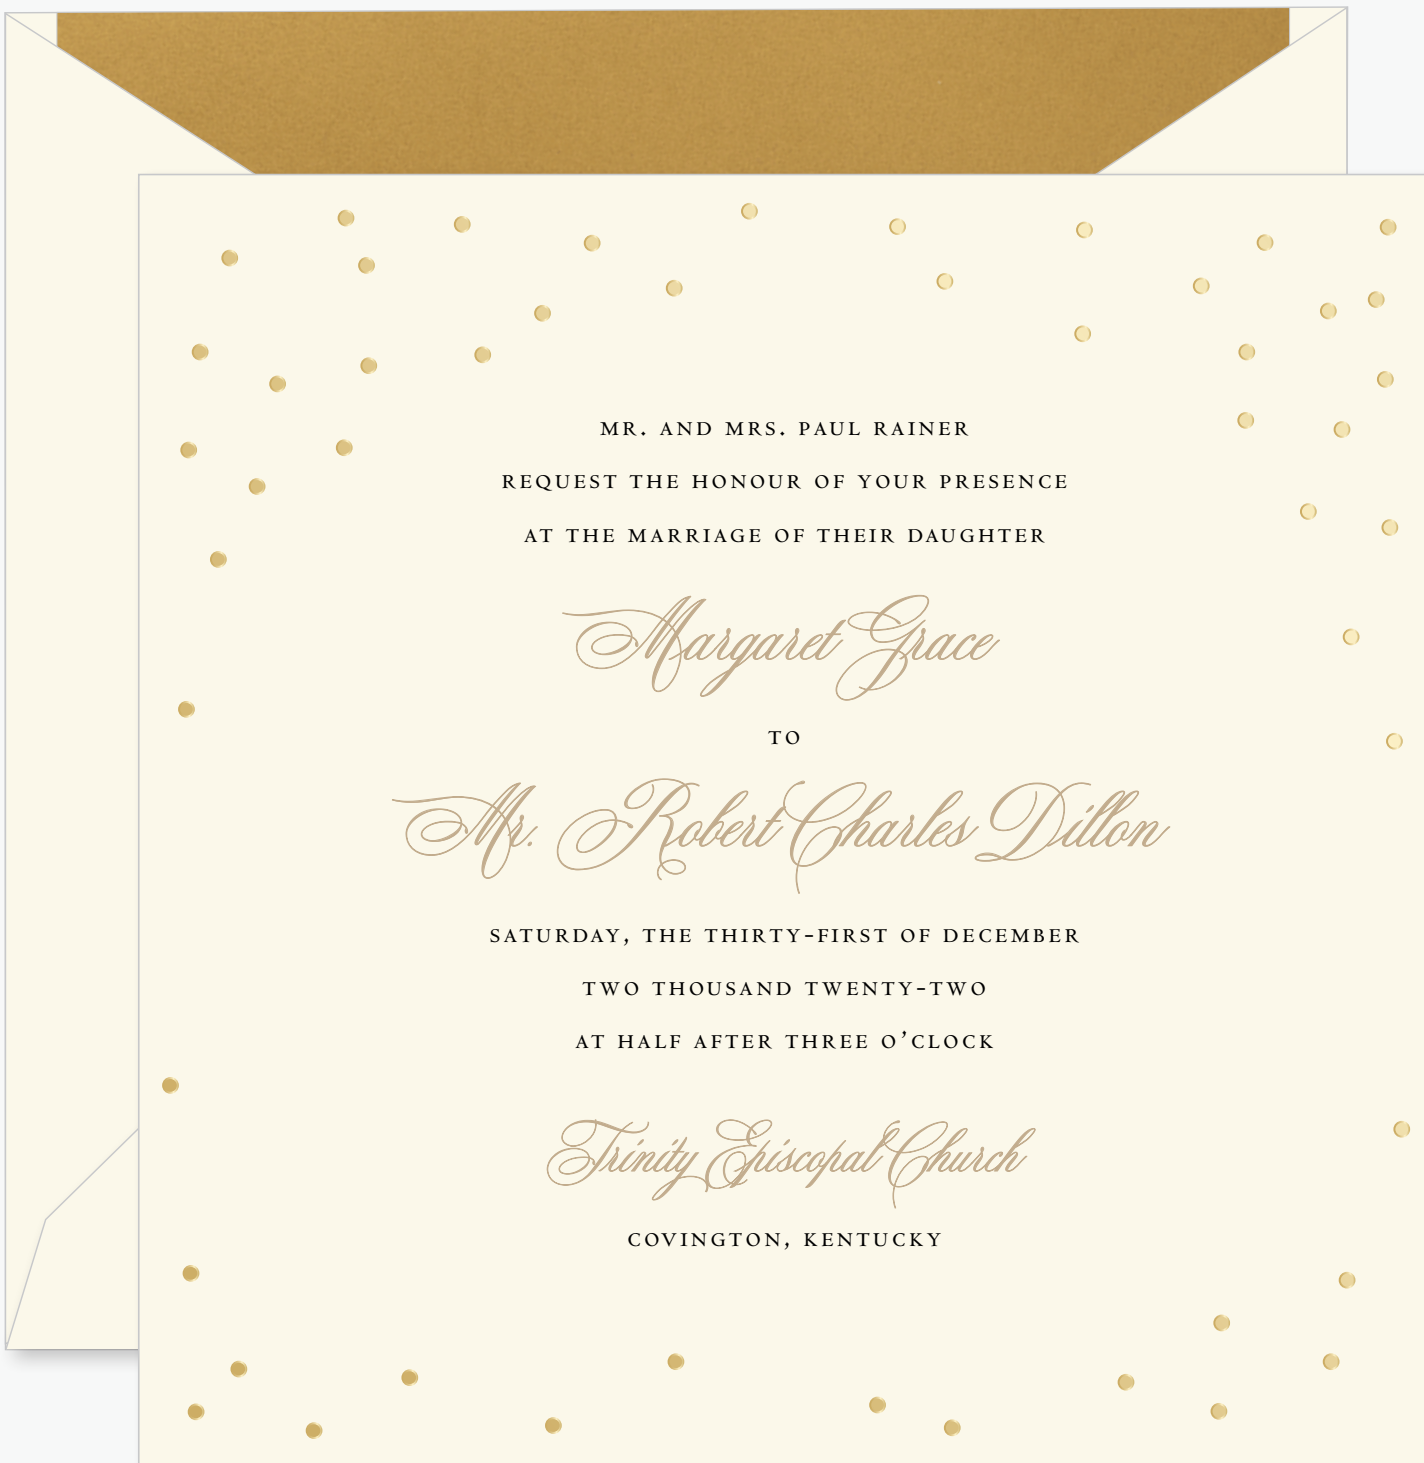 MR. AND MRS. PAUL RAINER
REQUEST THE HONOUR OF YOUR PRESENCE
AT THE MARRIAGE OF THEIR DAUGHTER
Margaret Grace
TO
Mr. Robert Charles Dillon
SATURDAY, THE THIRTY-FIRST OF DECEMBER
TWO THOUSAND TWENTY-TWO
AT HALF AFTER THREE O’CLOCK
Trinity Episcopal Church
COVINGTON, KENTUCKY